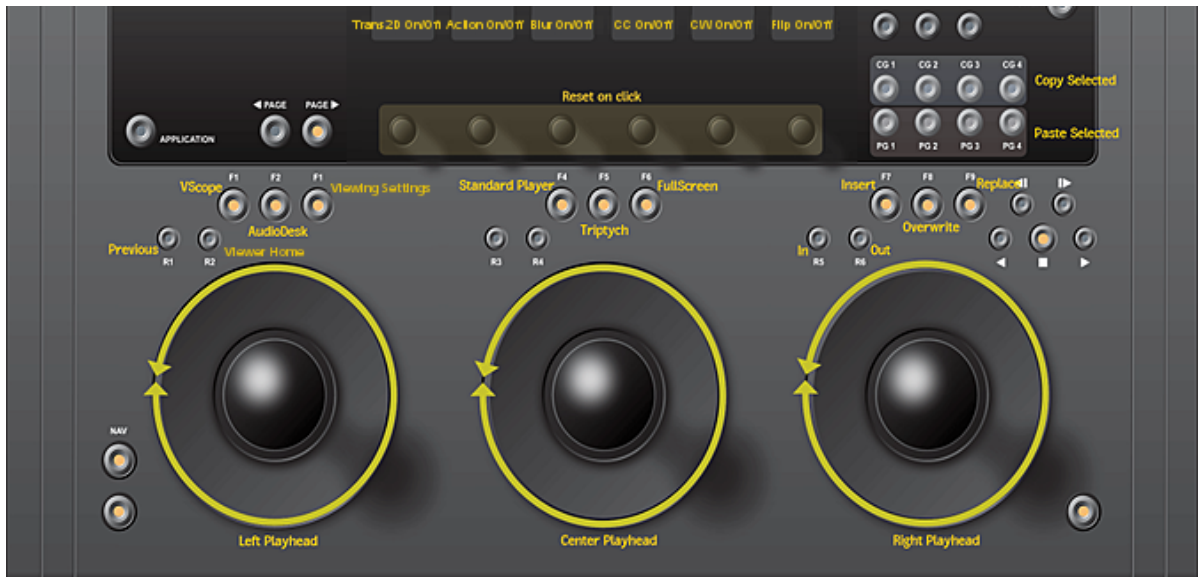 Trans2D On/Off Action On/Off Blur On/Off CC On/Off CW On/Off Flip On/Off
CG 1 CG 2 CG 3 CG 4
Copy Selected
Reset on click
◀ PAGE PAGE ▶
APPLICATION
Paste Selected
PG 1 PG 2 PG 3 PG 4
F1 F2 F1
VScope
Viewing Settings
F4 F5 F6
Standard Player
FullScreen
F7 F8 F9
Insert
Replace
AudioDesk
Triptych
Overwrite
Previous
R1 R2
Viewer Home
R3 R4
In
R5 R6
Out
NAV
Left Playhead
Center Playhead
Right Playhead